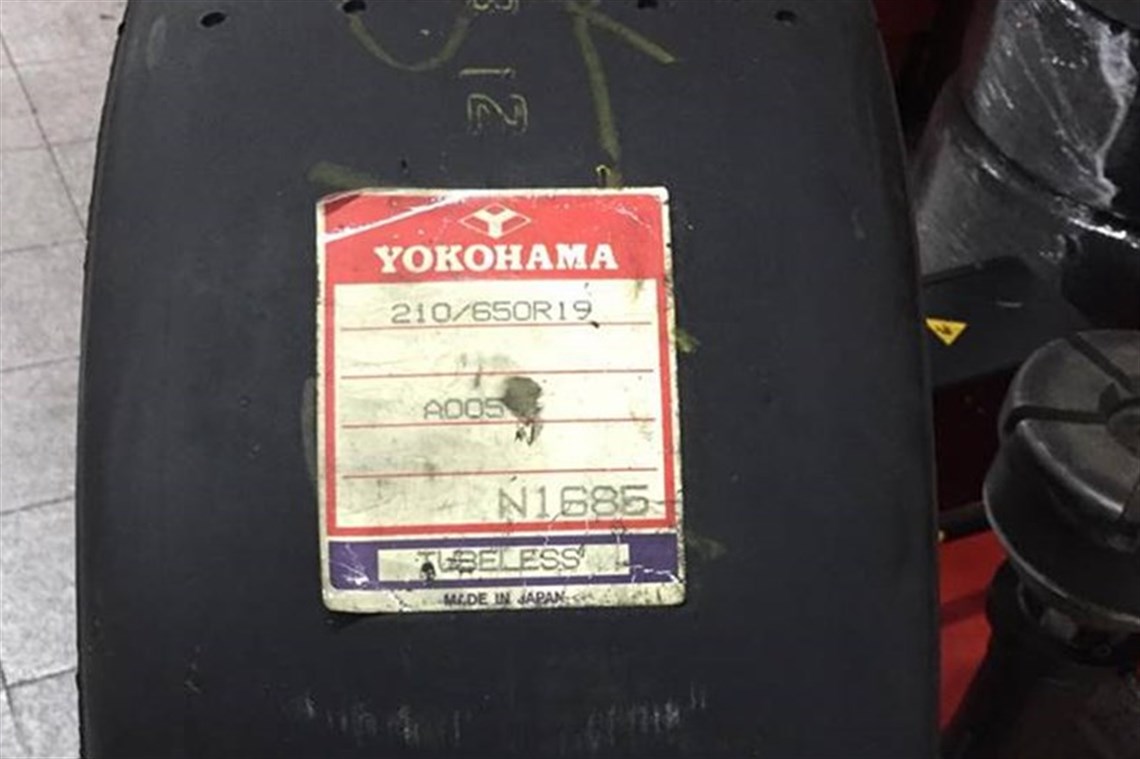 YOKOHAMA
210/650R19
A005
N1685
TUBELESS
MADE IN JAPAN